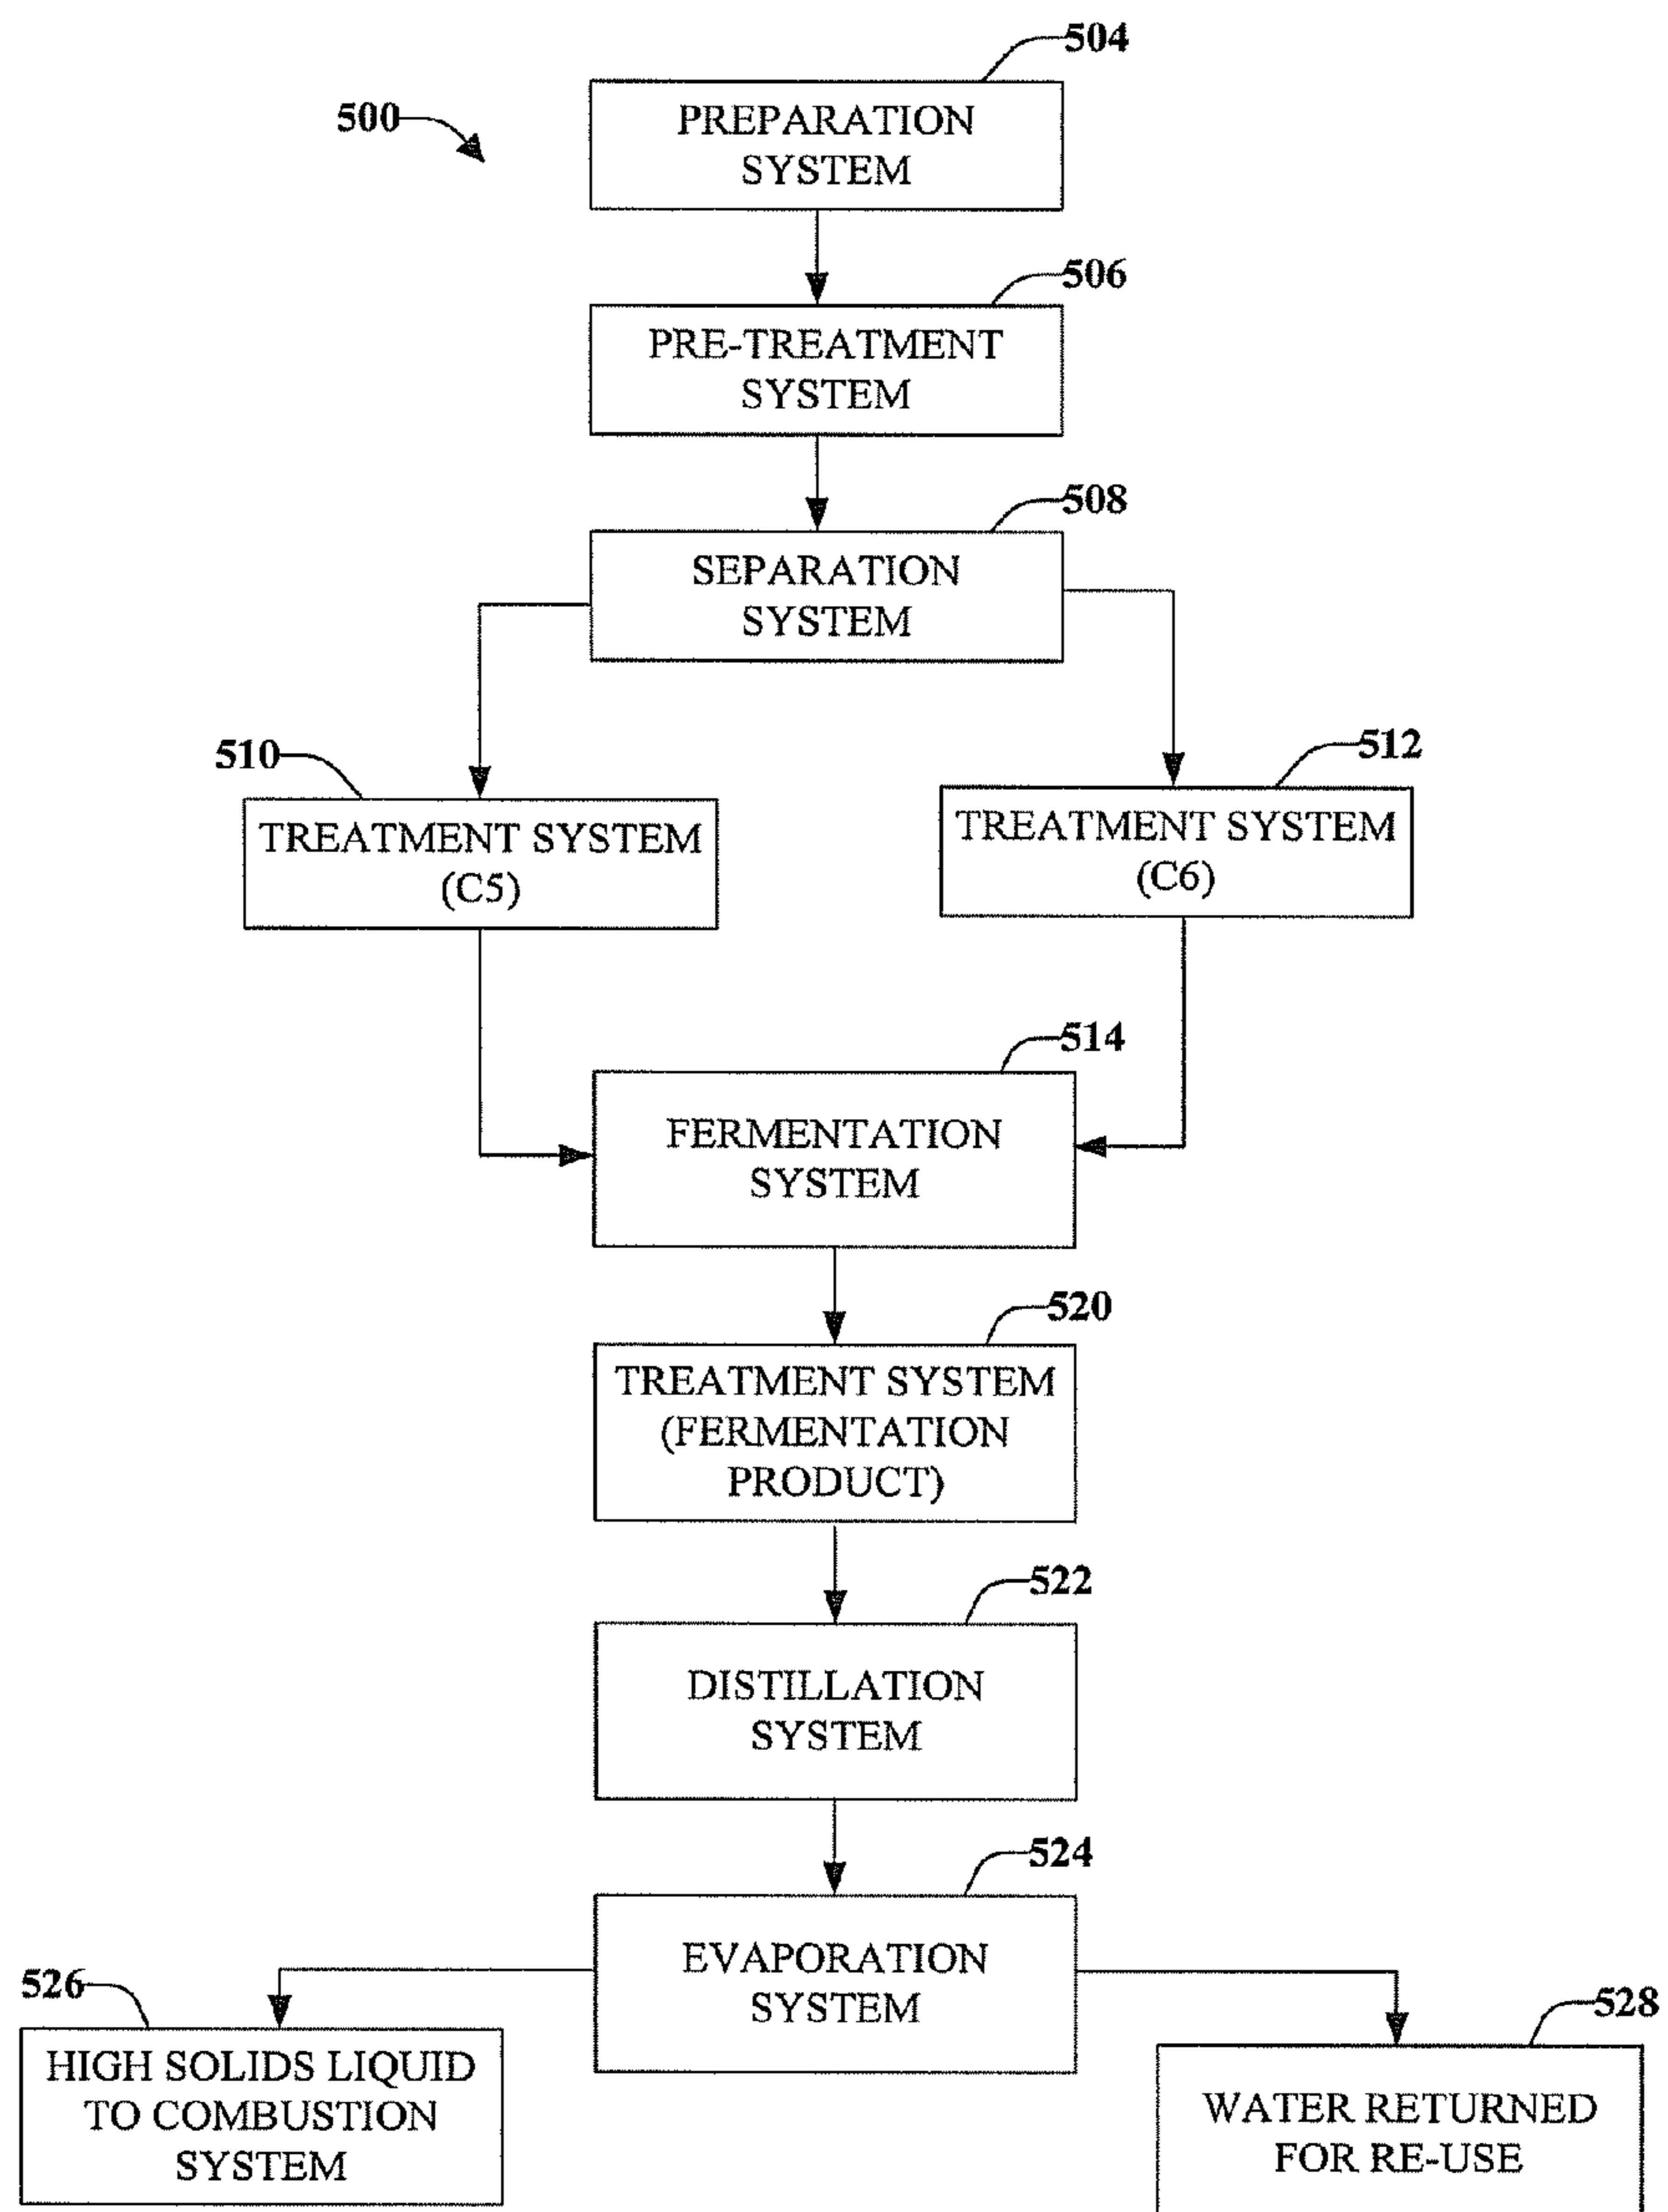 504
500
PREPARATION
SYSTEM
506
PRE-TREATMENT
SYSTEM
508
SEPARATION
SYSTEM
510
512
TREATMENT SYSTEM
(C5)
TREATMENT SYSTEM
(C6)
514
FERMENTATION
SYSTEM
520
TREATMENT SYSTEM
(FERMENTATION
PRODUCT)
522
DISTILLATION
SYSTEM
524
EVAPORATION
SYSTEM
526
528
HIGH SOLIDS LIQUID
TO COMBUSTION
SYSTEM
WATER RETURNED
FOR RE-USE